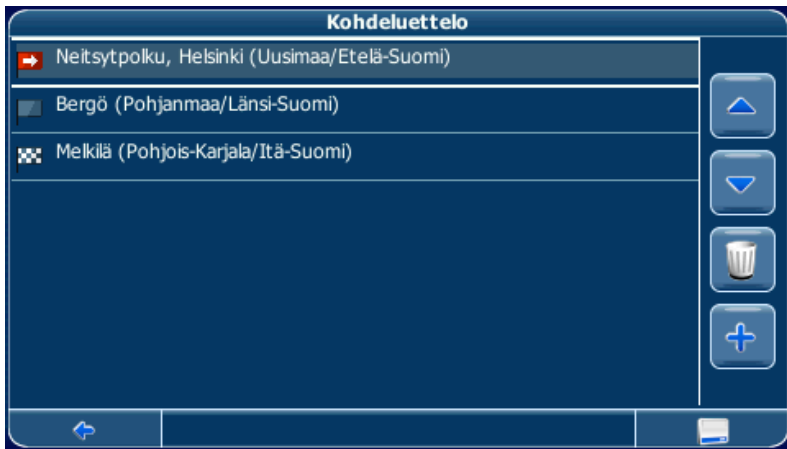 Kohdeluettelo
Neitsytpolku, Helsinki (Uusimaa/Etelä-Suomi)
Bergö (Pohjanmaa/Länsi-Suomi)
Melkilä (Pohjois-Karjala/Itä-Suomi)